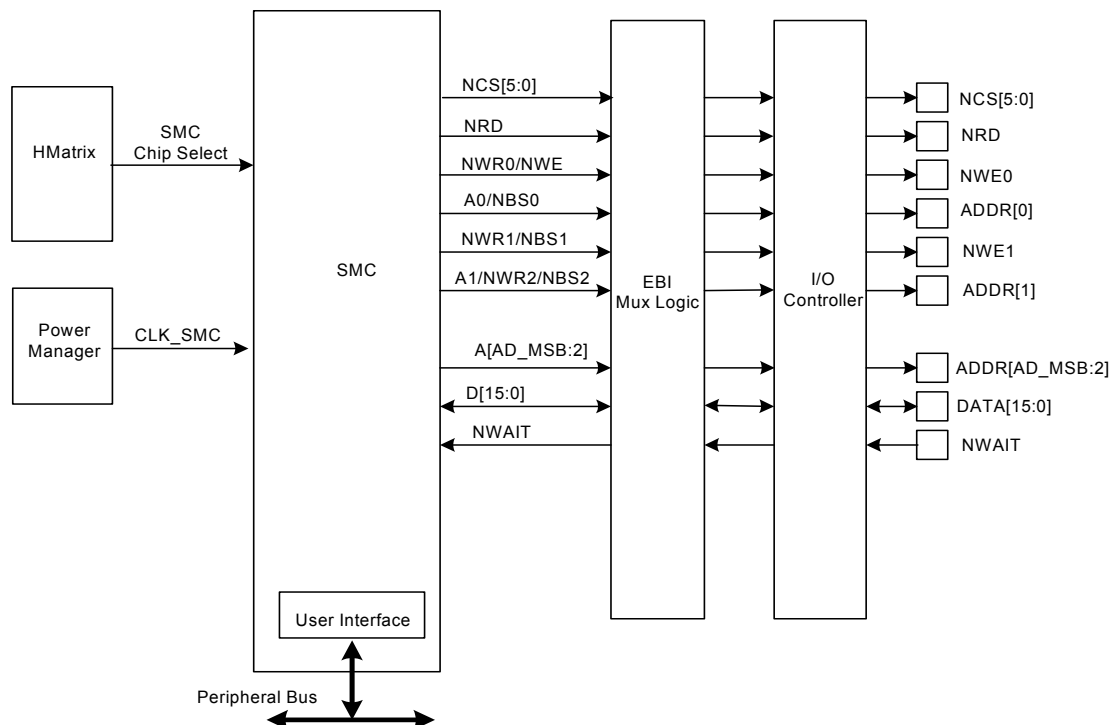 HMatrix
SMC
Chip Select
Power
Manager
CLK_SMC
SMC
User Interface
Peripheral Bus
NCS[5:0]
NRD
NWR0/NWE
A0/NBS0
NWR1/NBS1
A1/NWR2/NBS2
A[AD_MSB:2]
D[15:0]
NWAIT
EBI
Mux Logic
I/O
Controller
NCS[5:0]
NRD
NWE0
ADDR[0]
NWE1
ADDR[1]
ADDR[AD_MSB:2]
DATA[15:0]
NWAIT